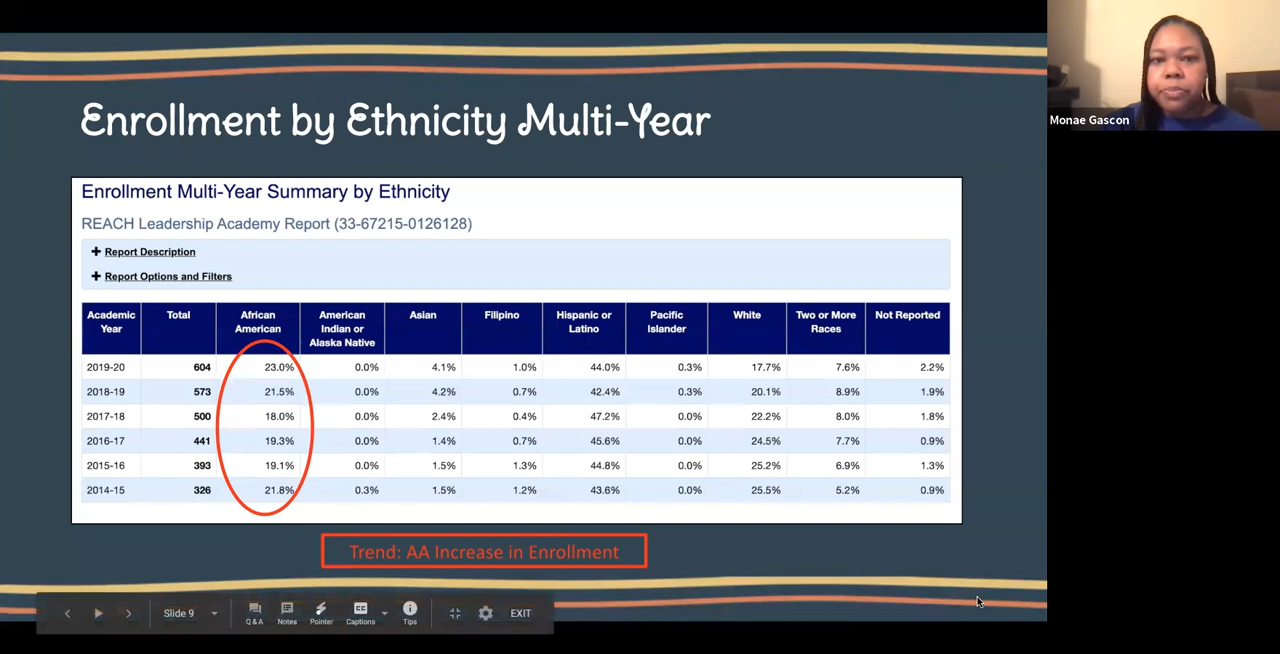 Enrollment by Ethnicity Multi-Year
Monae Gascon
Enrollment Multi-Year Summary by Ethnicity
REACH Leadership Academy Report (33-67215-0126128)
+ Report Description
+ Report Options and Filters
Academic Year Total African American American Indian or Alaska Native Asian Filipino Hispanic or Latino Pacific Islander White Two or More Races Not Reported
2019-20 604 23.0% 0.0% 4.1% 1.0% 44.0% 0.3% 17.7% 7.6% 2.2%
2018-19 573 21.5% 0.0% 4.2% 0.7% 42.4% 0.3% 20.1% 8.9% 1.9%
2017-18 500 18.0% 0.0% 2.4% 0.4% 47.2% 0.0% 22.2% 8.0% 1.8%
2016-17 441 19.3% 0.0% 1.4% 0.7% 45.6% 0.0% 24.5% 7.7% 0.9%
2015-16 393 19.1% 0.0% 1.5% 1.3% 44.8% 0.0% 25.2% 6.9% 1.3%
2014-15 326 21.8% 0.3% 1.5% 1.2% 43.6% 0.0% 25.5% 5.2% 0.9%
Trend: AA Increase in Enrollment
Slide 9 Q&A Notes Pointer CC Captions Tips EXIT